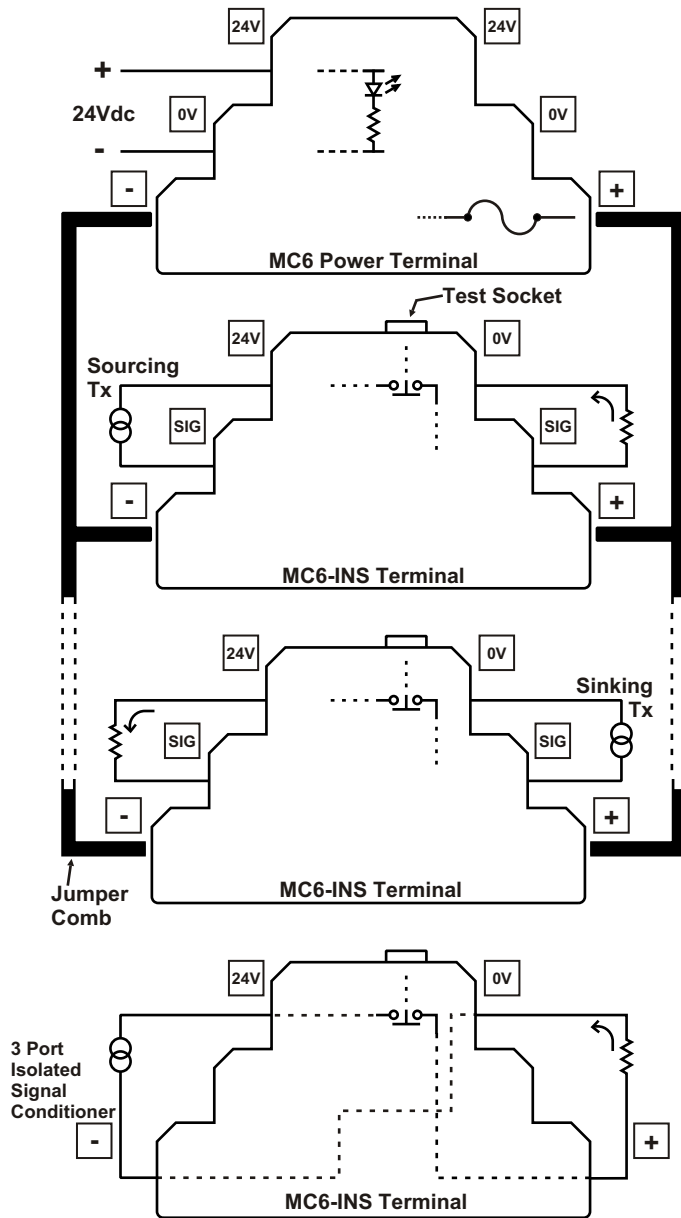 24V
24V
+
24Vdc
0V
0V
-
-
+
MC6 Power Terminal
Test Socket
24V
0V
Sourcing
Tx
SIG
SIG
-
+
MC6-INS Terminal
24V
0V
Sinking
Tx
SIG
SIG
-
+
MC6-INS Terminal
Jumper
Comb
24V
0V
3 Port
Isolated
Signal
Conditioner
-
+
MC6-INS Terminal